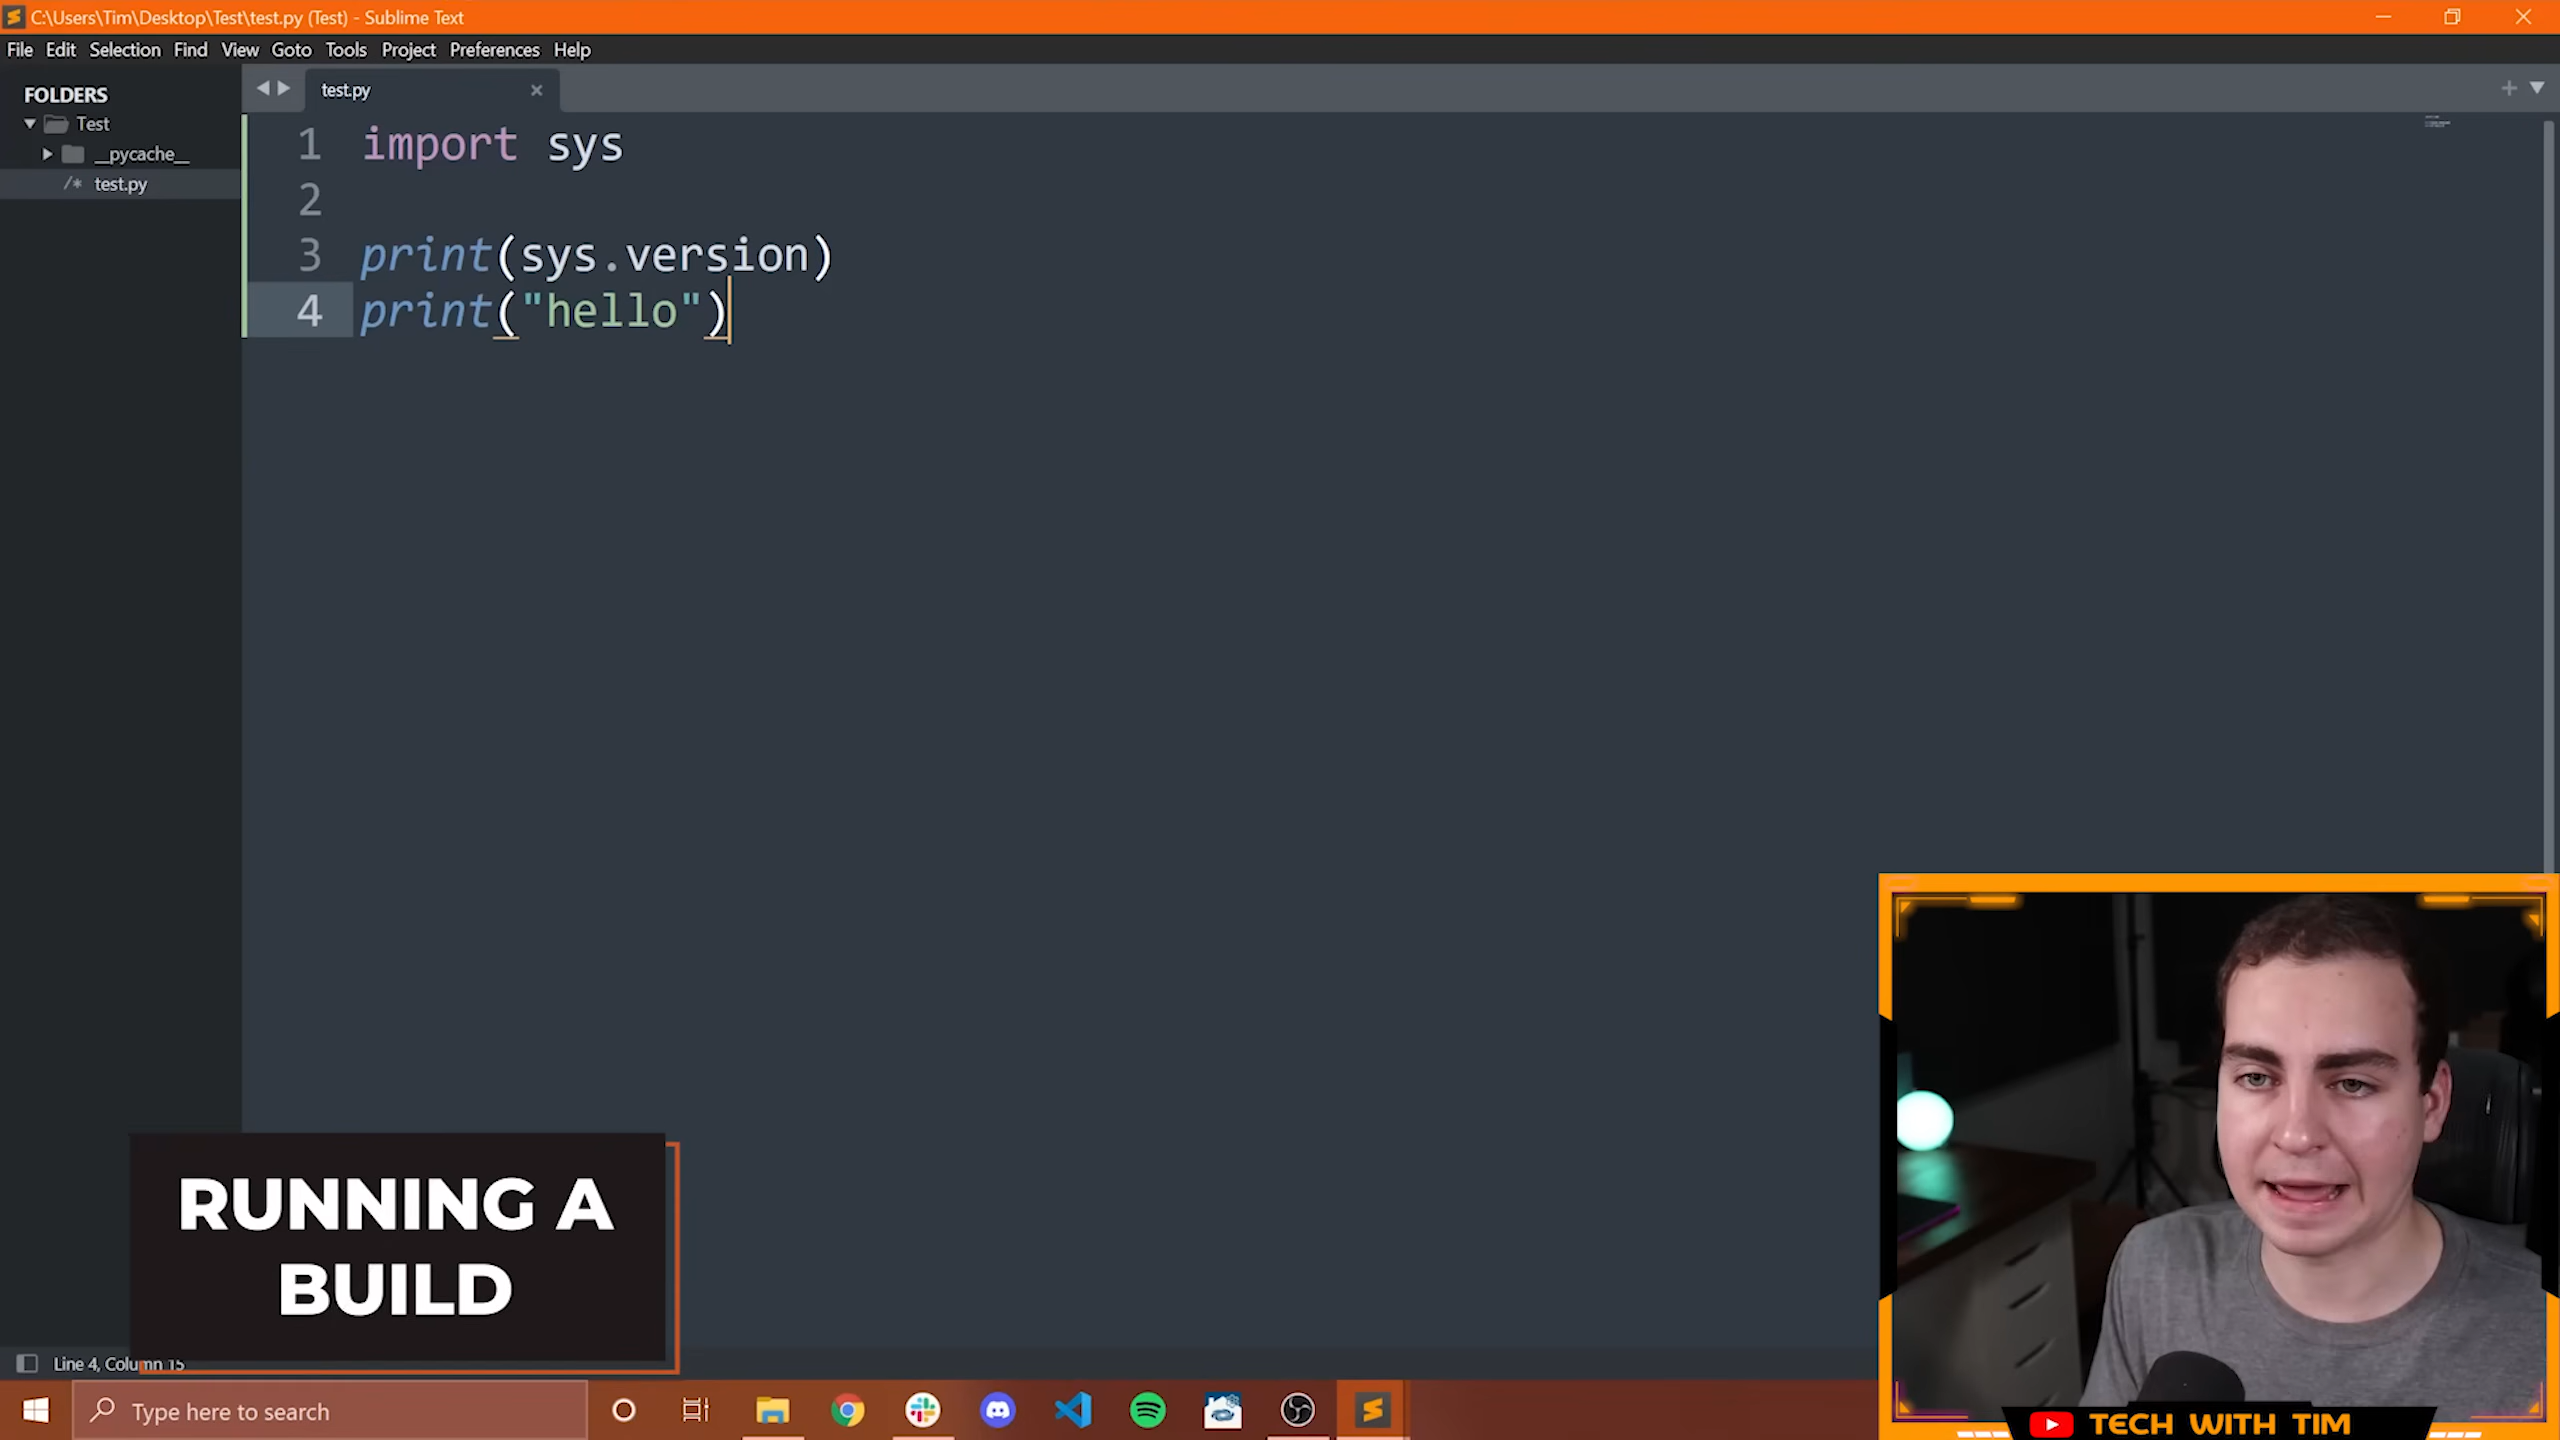 C:\Users\Tim\Desktop\Test\test.py (Test) - Sublime Text
File Edit Selection Find View Goto Tools Project Preferences Help
FOLDERS
Test
__pycache__
/* test.py
test.py
1 import sys
2
3 print(sys.version)
4 print("hello")
RUNNING A
BUILD
Line 4, Column 15
Type here to search
TECH WITH TIM